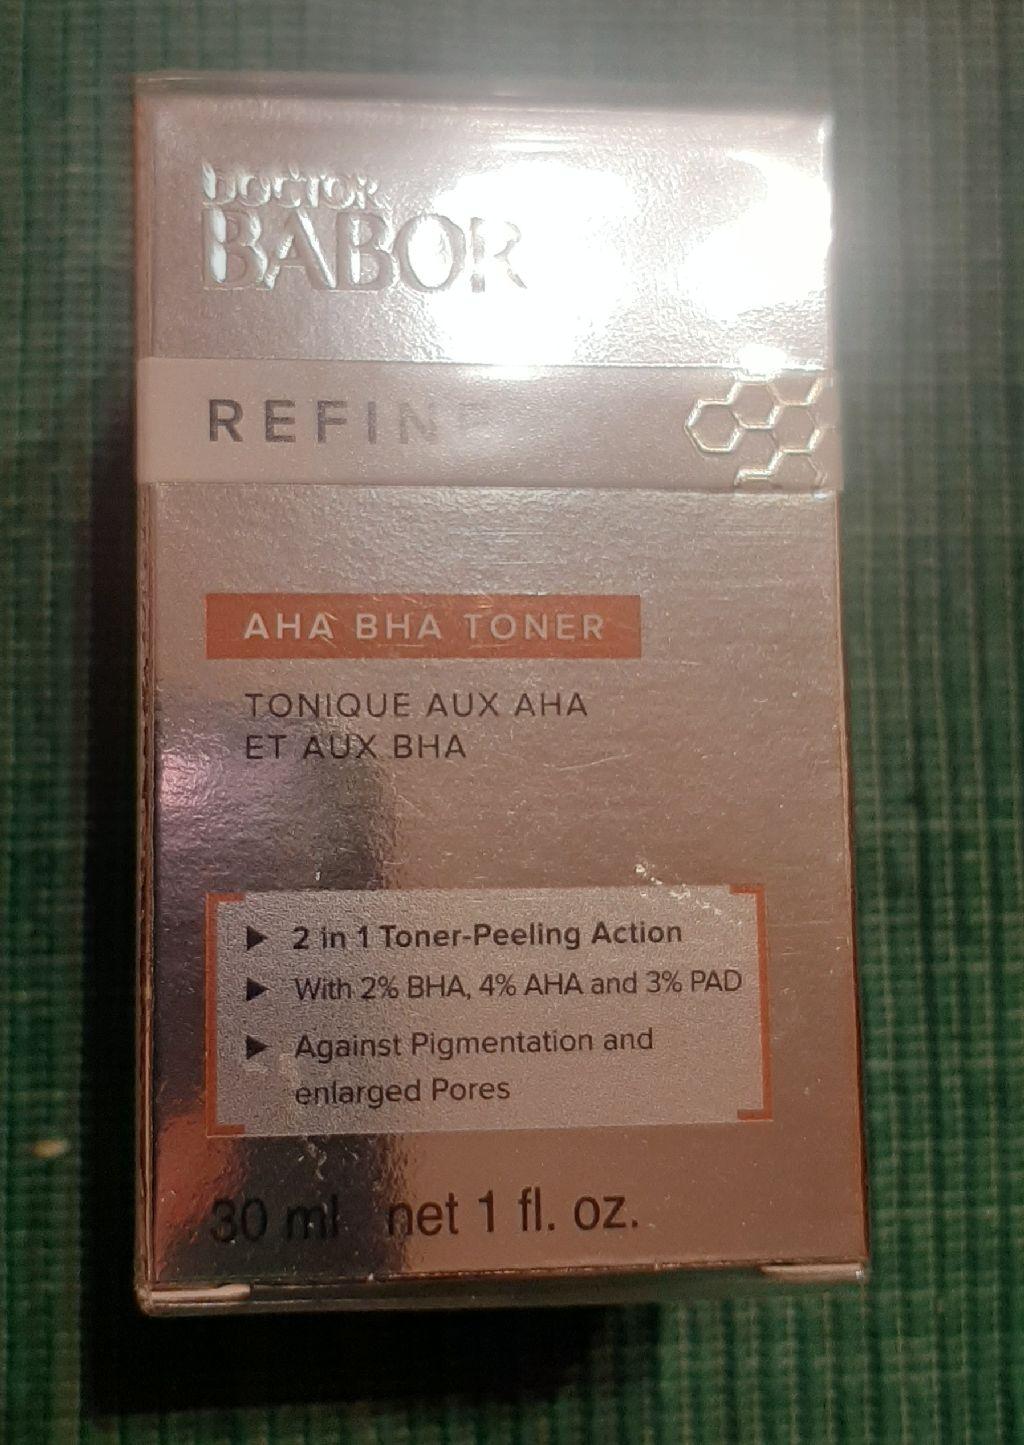 DOCTOR
BABOR
REFINE
AHA BHA TONER
TONIQUE AUX AHA
ET AUX BHA
2 in 1 Toner-Peeling Action
With 2% BHA, 4% AHA and 3% PAD
Against Pigmentation and
enlarged Pores
30 ml net 1 fl. oz.